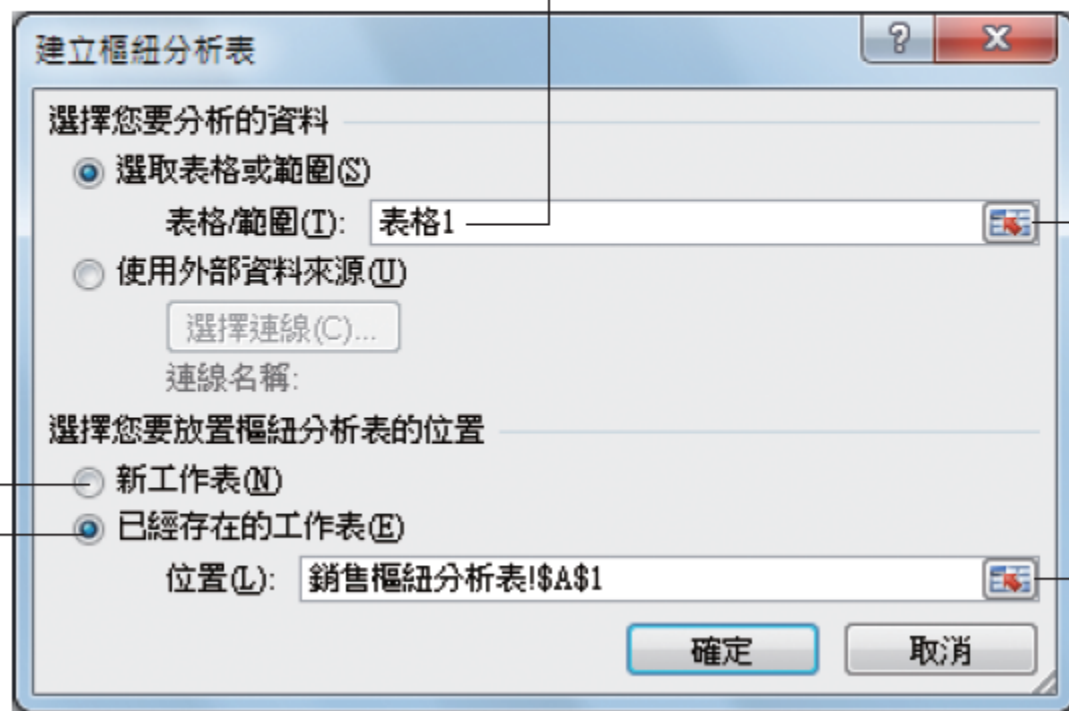 建立樞紐分析表
選擇您要分析的資料
選取表格或範圍(S)
表格/範圍(T): 表格1
使用外部資料來源(U)
選擇連線(C)...
連線名稱:
選擇您要放置樞紐分析表的位置
新工作表(N)
已經存在的工作表(E)
位置(L): 銷售樞紐分析表!$A$1
確定 取消